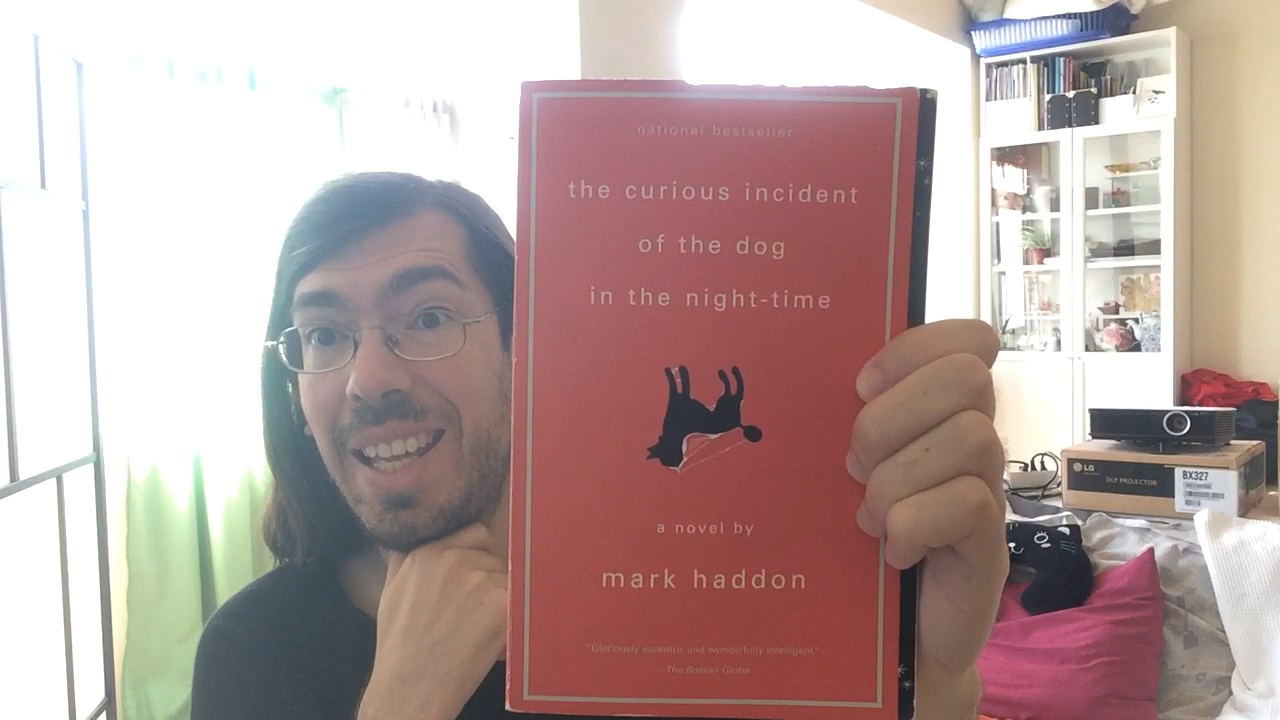 national bestseller
the curious incident
of the dog
in the night-time
a novel by
mark haddon
"Gloriously eccentric and wonderfully intelligent."
– The Boston Globe
LG
DLP PROJECTOR
BX327